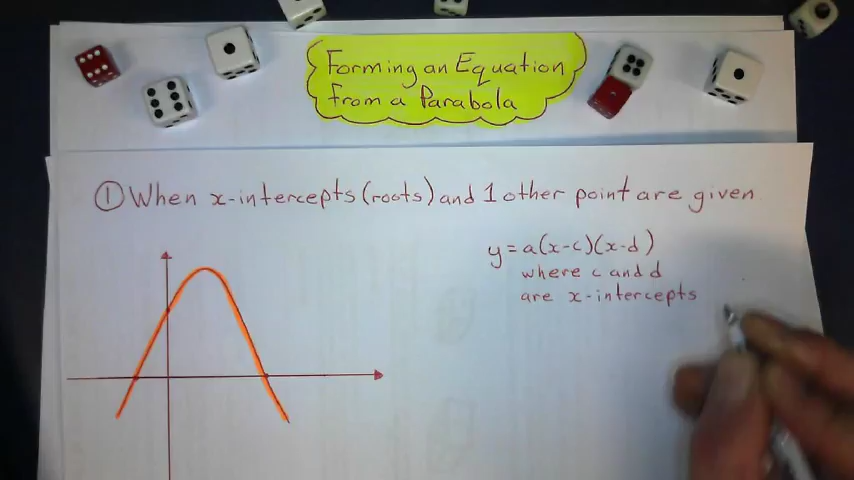 Forming an Equation
from a Parabola
① When x-intercepts (roots) and 1 other point are given
y = a(x-c)(x-d)
where c and d
are x-intercepts